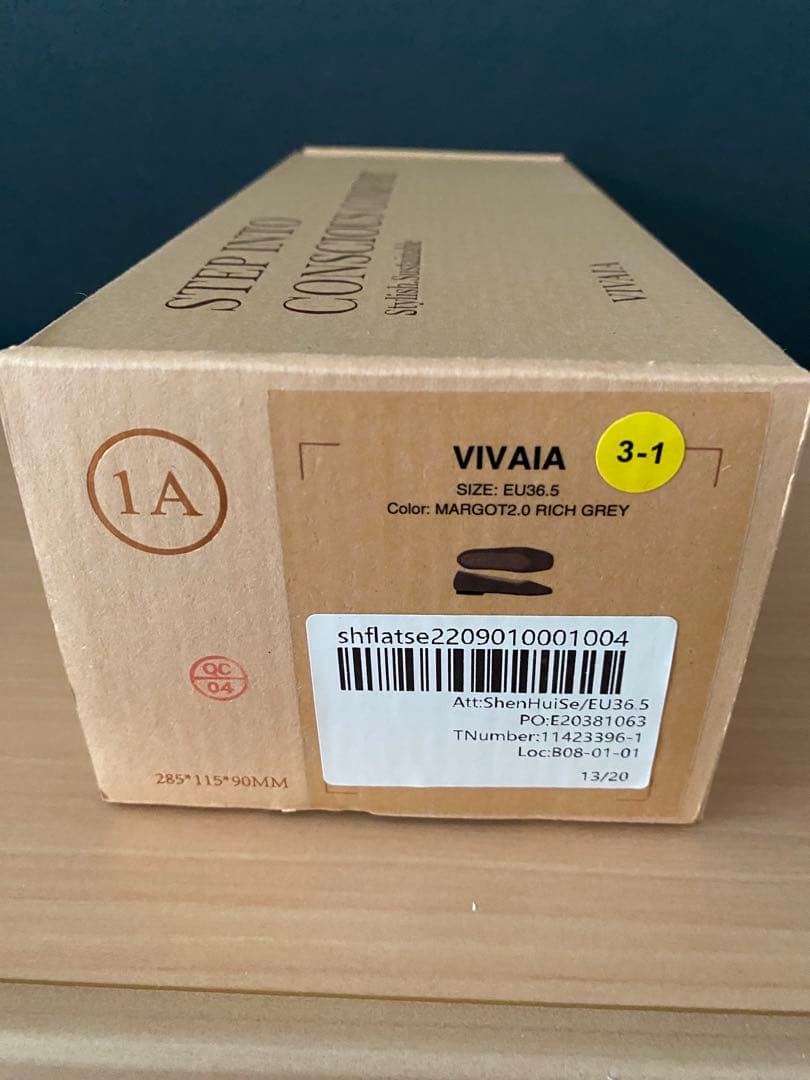 STEP INTO
CONSCIOUS
Stylish.Sustainable
VIVAIA
1A
VIVAIA
3-1
SIZE: EU36.5
Color: MARGOT2.0 RICH GREY
shflatse2209010001004
Att:ShenHuiSe/EU36.5
PO:E20381063
TNumber:11423396-1
Loc:B08-01-01
13/20
QC
04
285*115*90MM